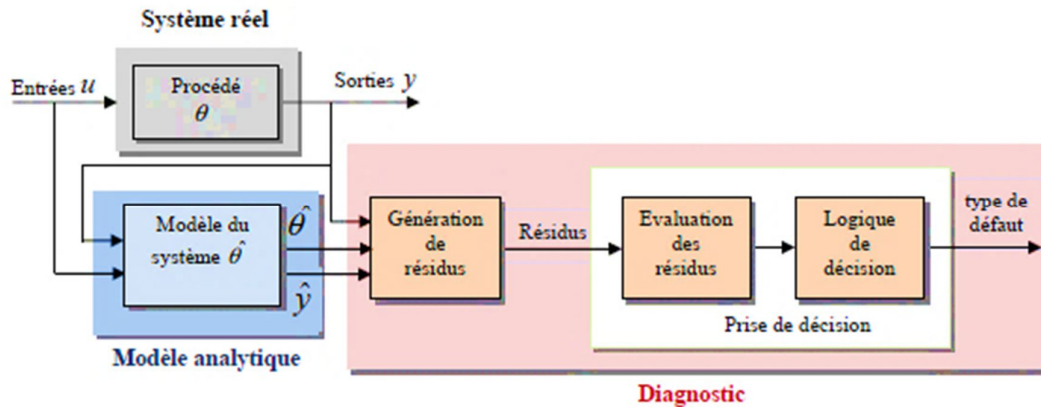 Système réel
Entrées u
Procédé
θ
Sorties y
Modèle du
système θ̂
θ̂
ŷ
Modèle analytique
Génération
de
résidus
Résidus
Evaluation
des
résidus
Logique
de
décision
Prise de décision
type de
défaut
Diagnostic